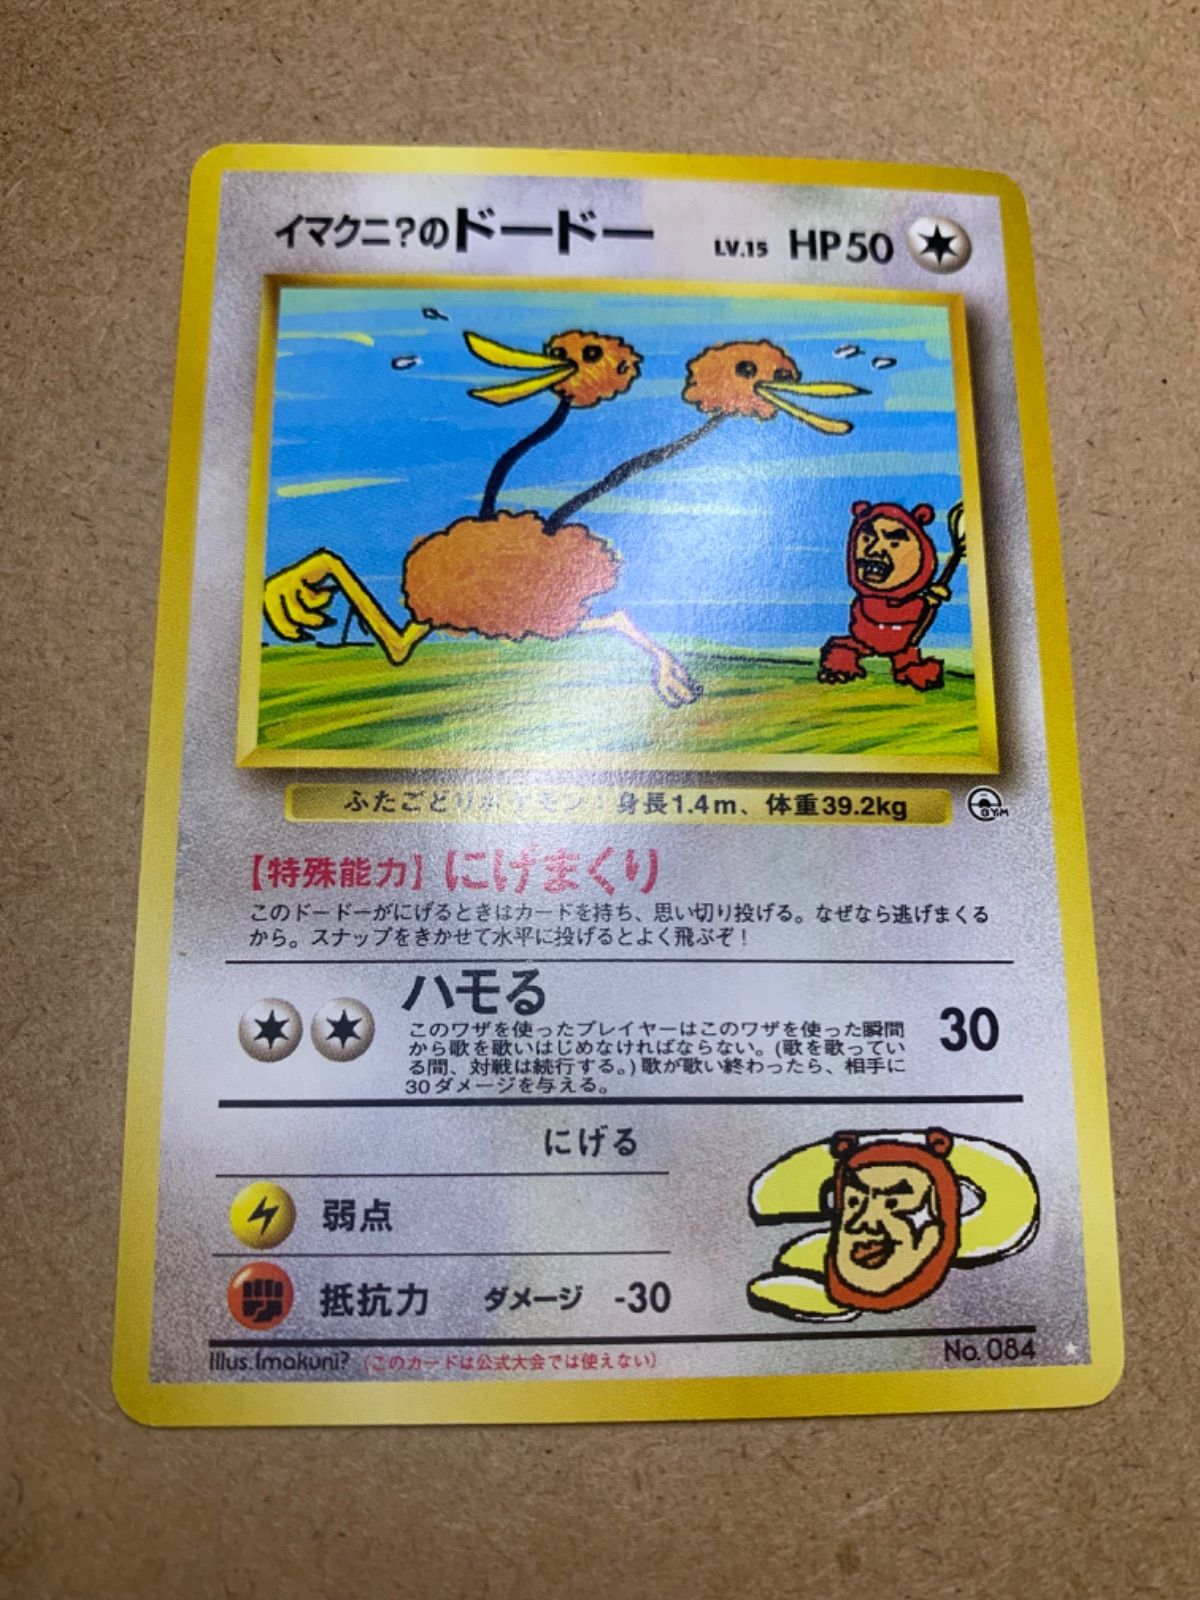 イマクニ?のドードー LV.15 HP50
ふたごどりポケモン：身長1.4m、体重39.2kg
GYM
【特殊能力】にげまくり
このドードーがにげるときはカードを持ち、思い切り投げる。なぜなら逃げまくる
から。スナップをきかせて水平に投げるとよく飛ぶぞ！
ハモる
このワザを使ったプレイヤーはこのワザを使った瞬間
から歌を歌いはじめなければならない。(歌を歌ってい
る間、対戦は続行する。)歌が歌い終わったら、相手に
30ダメージを与える。
30
にげる
弱点
抵抗力 ダメージ -30
Illus.Imakuni? (このカードは公式大会では使えない)
No. 084